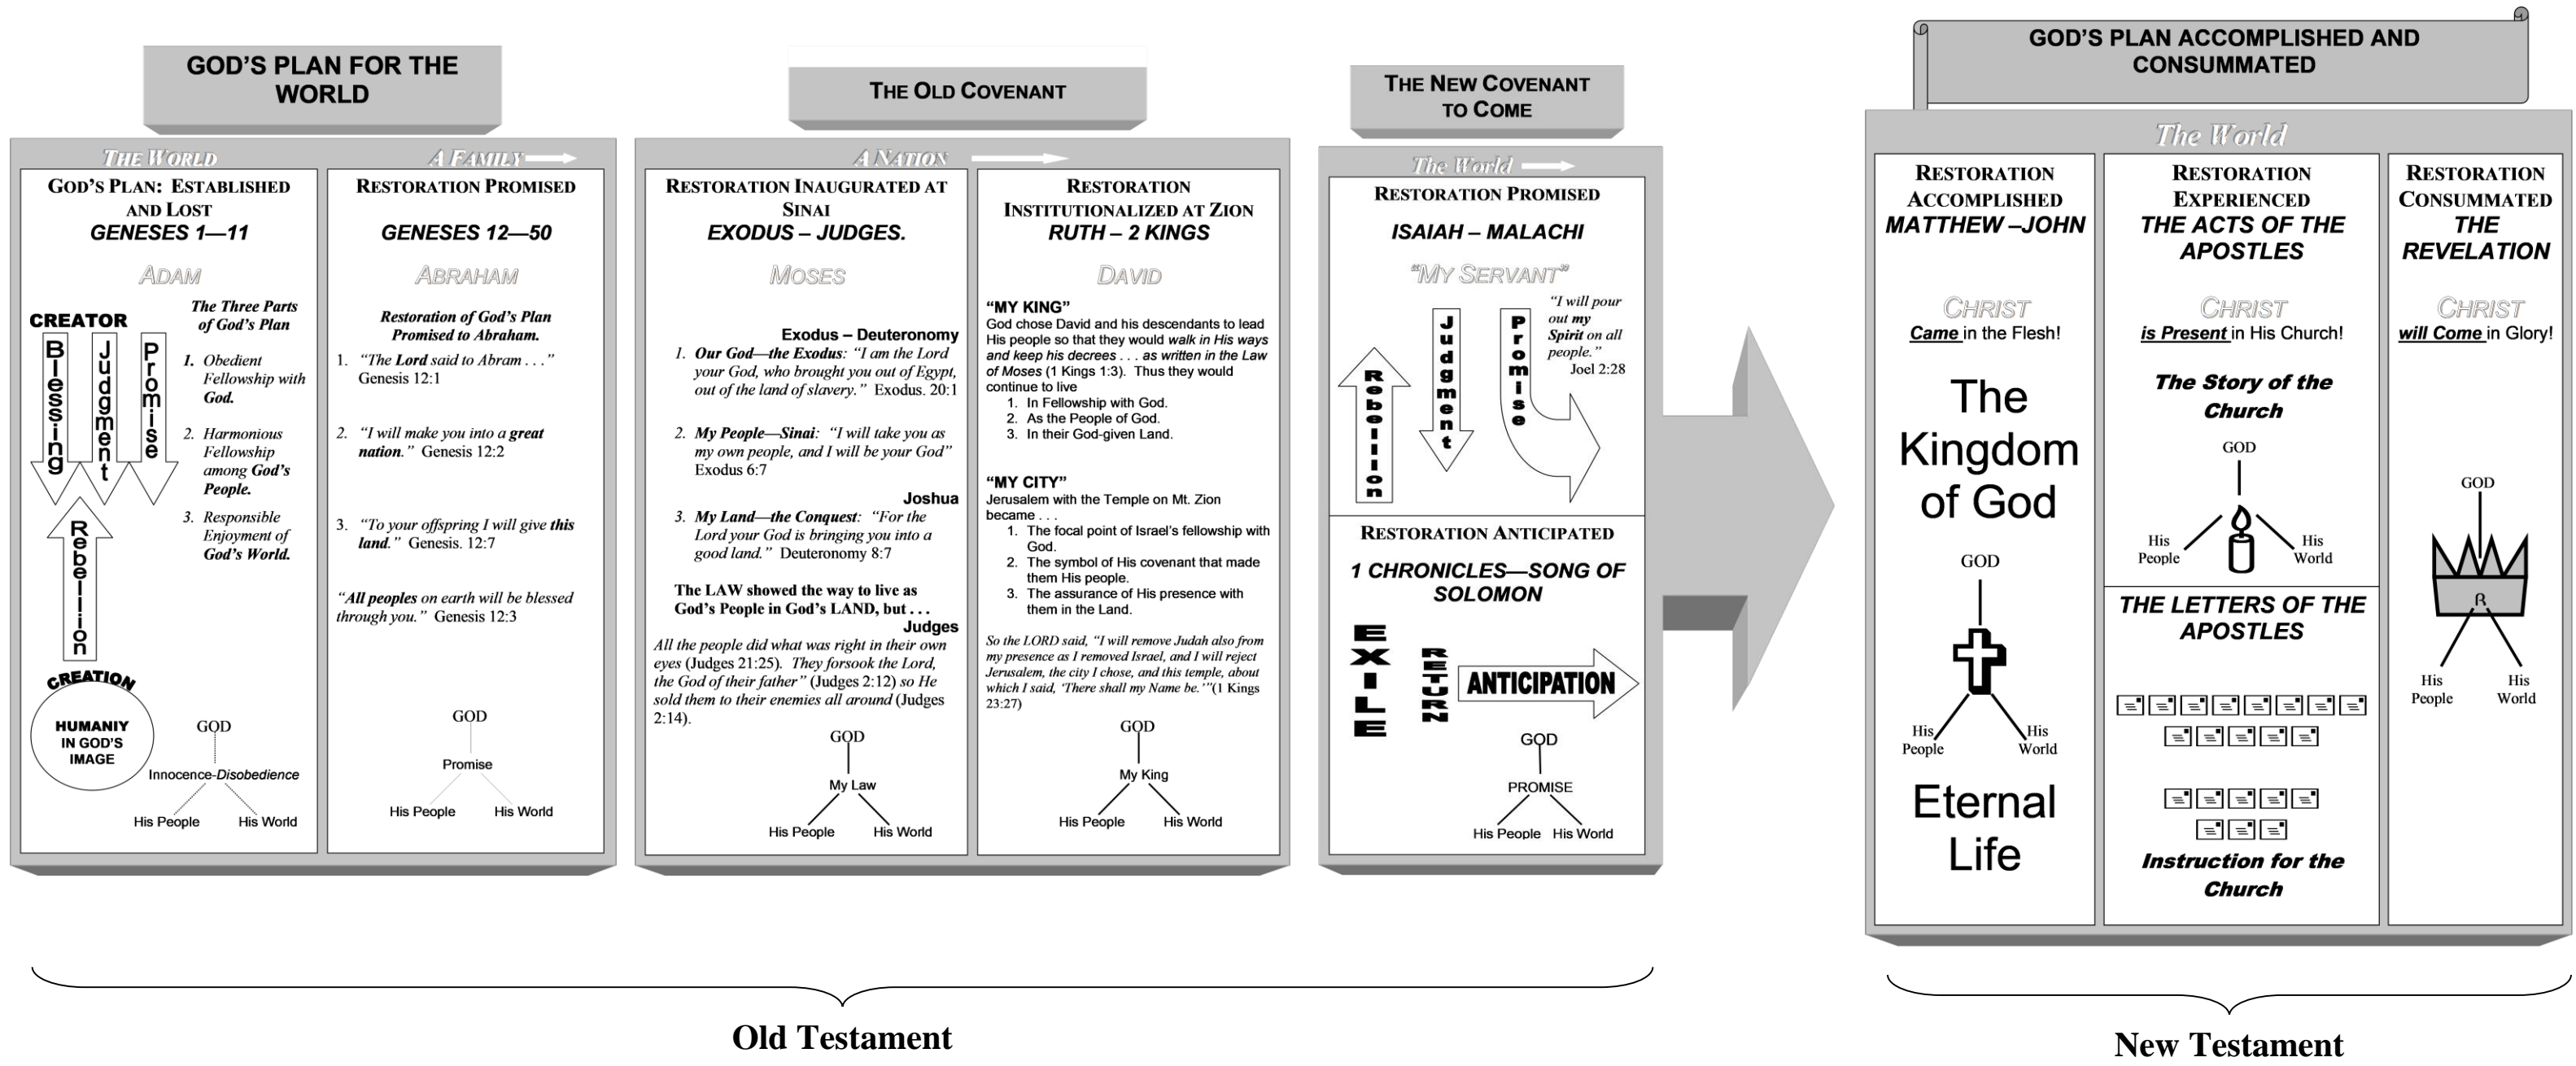 GOD'S PLAN FOR THE
WORLD
THE WORLD
A FAMILY
GOD'S PLAN: ESTABLISHED
AND LOST
GENESES 1—11
ADAM
The Three Parts
of God's Plan
CREATOR
Blessing
Judgment
Promise
1. Obedient
Fellowship with
God.
2. Harmonious
Fellowship
among God's
People.
3. Responsible
Enjoyment of
God's World.
Rebellion
CREATION
HUMANIY
IN GOD'S
IMAGE
GOD
Innocence-Disobedience
His People
His World
RESTORATION PROMISED
GENESES 12—50
ABRAHAM
Restoration of God's Plan
Promised to Abraham.
1. "The Lord said to Abram . . ."
Genesis 12:1
2. "I will make you into a great
nation." Genesis 12:2
3. "To your offspring I will give this
land." Genesis. 12:7
"All peoples on earth will be blessed
through you." Genesis 12:3
GOD
Promise
His People
His World
THE OLD COVENANT
A NATION
RESTORATION INAUGURATED AT
SINAI
EXODUS – JUDGES.
MOSES
Exodus – Deuteronomy
1. Our God—the Exodus: "I am the Lord
your God, who brought you out of Egypt,
out of the land of slavery." Exodus. 20:1
2. My People—Sinai: "I will take you as
my own people, and I will be your God"
Exodus 6:7
Joshua
3. My Land—the Conquest: "For the
Lord your God is bringing you into a
good land." Deuteronomy 8:7
The LAW showed the way to live as
God's People in God's LAND, but . . .
Judges
All the people did what was right in their own
eyes (Judges 21:25). They forsook the Lord,
the God of their father" (Judges 2:12) so He
sold them to their enemies all around (Judges
2:14).
GOD
My Law
His People
His World
RESTORATION
INSTITUTIONALIZED AT ZION
RUTH – 2 KINGS
DAVID
"MY KING"
God chose David and his descendants to lead
His people so that they would walk in His ways
and keep his decrees . . . as written in the Law
of Moses (1 Kings 1:3). Thus they would
continue to live
1. In Fellowship with God.
2. As the People of God.
3. In their God-given Land.
"MY CITY"
Jerusalem with the Temple on Mt. Zion
became . . .
1. The focal point of Israel's fellowship with
God.
2. The symbol of His covenant that made
them His people.
3. The assurance of His presence with
them in the Land.
So the LORD said, "I will remove Judah also from
my presence as I removed Israel, and I will reject
Jerusalem, the city I chose, and this temple, about
which I said, 'There shall my Name be.'"(1 Kings
23:27)
GOD
My King
His People
His World
THE NEW COVENANT
TO COME
The World
RESTORATION PROMISED
ISAIAH – MALACHI
"MY SERVANT"
Rebellion
Judgment
Promise
"I will pour
out my
Spirit on all
people."
Joel 2:28
RESTORATION ANTICIPATED
1 CHRONICLES—SONG OF
SOLOMON
EXILE
RETURN
ANTICIPATION
GOD
PROMISE
His People
His World
GOD'S PLAN ACCOMPLISHED AND
CONSUMMATED
The World
RESTORATION
ACCOMPLISHED
MATTHEW –JOHN
CHRIST
Came in the Flesh!
The
Kingdom
of God
GOD
His
People
His
World
Eternal
Life
RESTORATION
EXPERIENCED
THE ACTS OF THE
APOSTLES
CHRIST
is Present in His Church!
The Story of the
Church
GOD
His
People
His
World
THE LETTERS OF THE
APOSTLES
Instruction for the
Church
RESTORATION
CONSUMMATED
THE
REVELATION
CHRIST
will Come in Glory!
GOD
His
People
His
World
Old Testament
New Testament